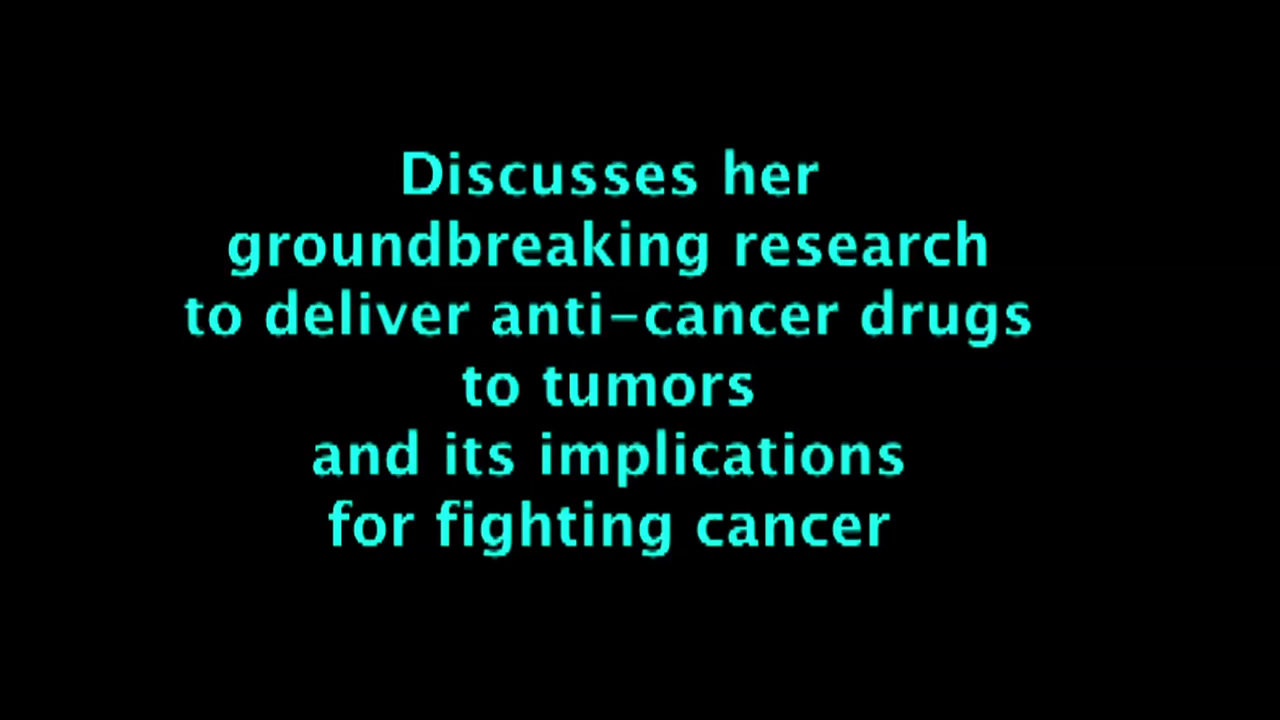 Discusses her
groundbreaking research
to deliver anti-cancer drugs
to tumors
and its implications
for fighting cancer